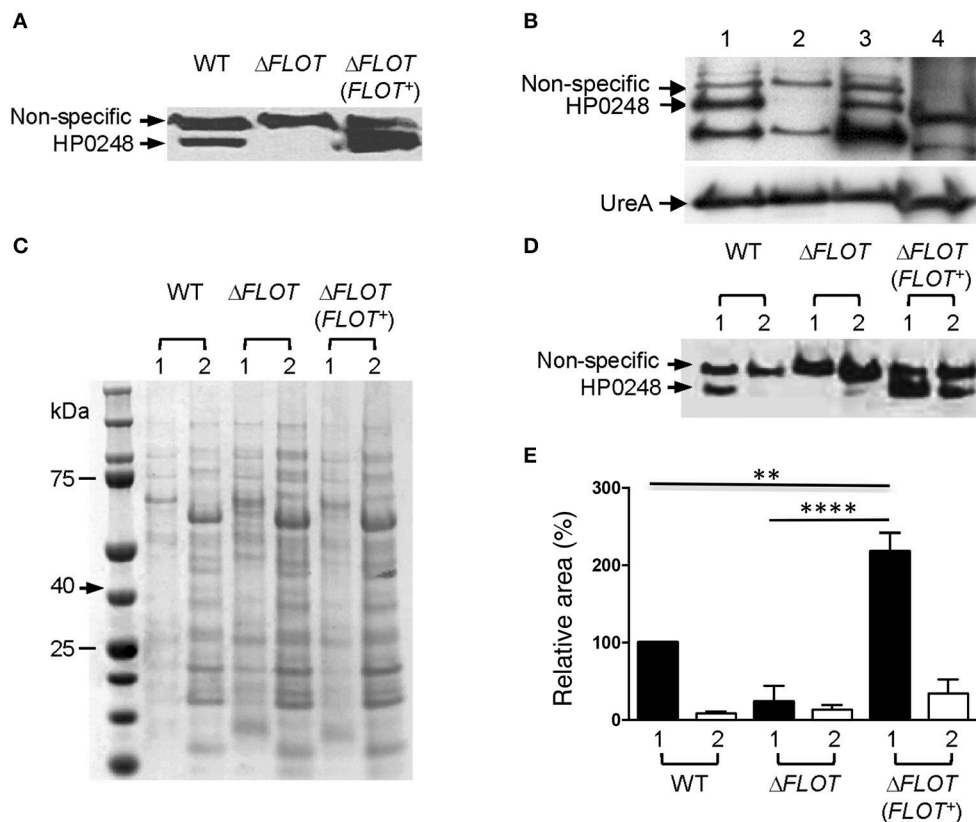 A
WT
ΔFLOT
ΔFLOT
(FLOT⁺)
Non-specific
HP0248
B
1 2 3 4
Non-specific
HP0248
UreA
C
WT
ΔFLOT
ΔFLOT
(FLOT⁺)
1 2 1 2 1 2
kDa
75
40
25
D
WT
ΔFLOT
ΔFLOT
(FLOT⁺)
1 2 1 2 1 2
Non-specific
HP0248
E
Relative area (%)
300
200
100
0
**
****
1 2 1 2 1 2
WT
ΔFLOT
ΔFLOT
(FLOT⁺)